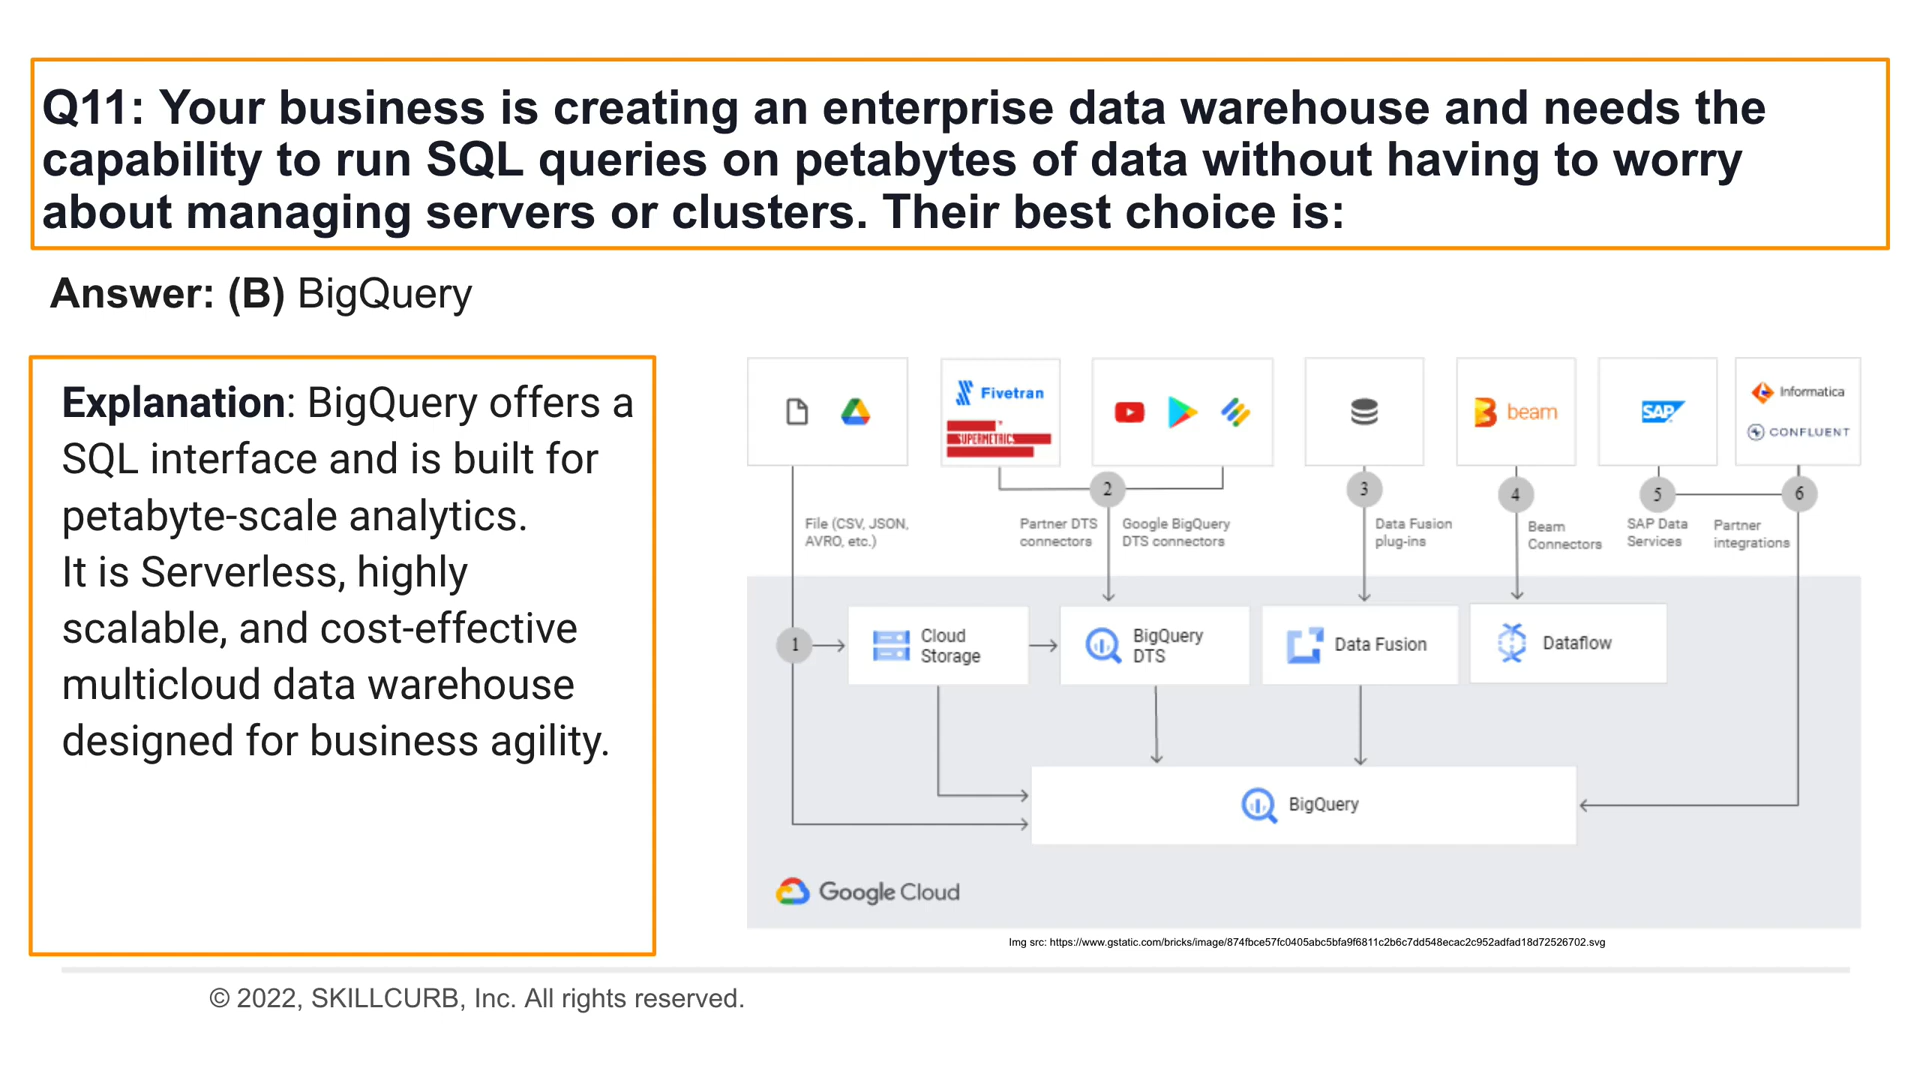 Q11: Your business is creating an enterprise data warehouse and needs the
capability to run SQL queries on petabytes of data without having to worry
about managing servers or clusters. Their best choice is:
Answer: (B) BigQuery
Explanation: BigQuery offers a
SQL interface and is built for
petabyte-scale analytics.
It is Serverless, highly
scalable, and cost-effective
multicloud data warehouse
designed for business agility.
Fivetran
SUPERMETRICS
beam
SAP
Informatica
CONFLUENT
2
3
4
5
6
File (CSV, JSON,
AVRO, etc.)
Partner DTS
connectors
Google BigQuery
DTS connectors
Data Fusion
plug-ins
Beam
Connectors
SAP Data
Services
Partner
integrations
1
Cloud
Storage
BigQuery
DTS
Data Fusion
Dataflow
BigQuery
Google Cloud
Img src: https://www.gstatic.com/bricks/image/874fbce57fc0405abc5bfa9f6811c2b6c7dd548ecac2c952adfad18d72526702.svg
© 2022, SKILLCURB, Inc. All rights reserved.